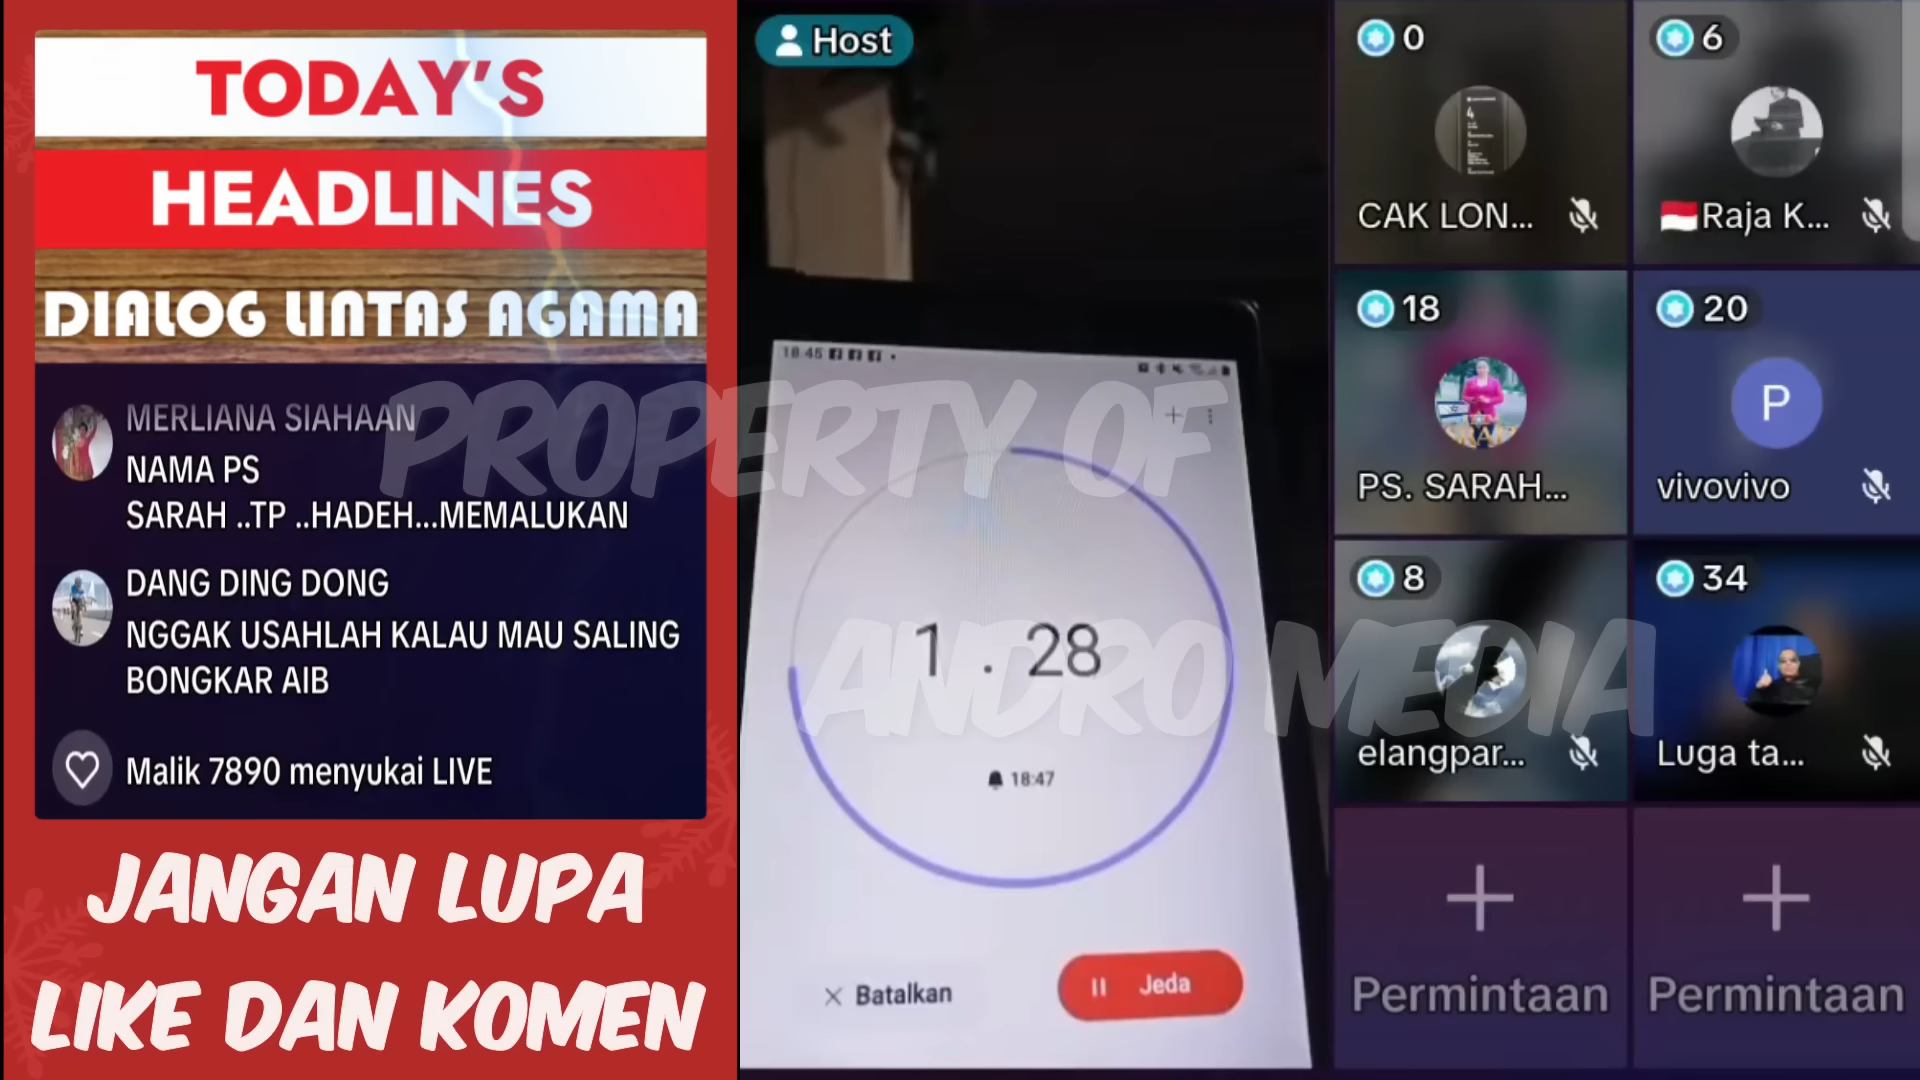 TODAY'S
HEADLINES
DIALOG LINTAS AGAMA
MERLIANA SIAHAAN
NAMA PS
SARAH ..TP ..HADEH...MEMALUKAN
DANG DING DONG
NGGAK USAHLAH KALAU MAU SALING
BONGKAR AIB
Malik 7890 menyukai LIVE
JANGAN LUPA
LIKE DAN KOMEN
Host
18:45
1 . 28
18:47
Batalkan
Jeda
PROPERTY OF
ANDRO MEDIA
0
CAK LON...
6
Raja K...
18
PS. SARAH...
20
P
vivovivo
8
elangpar...
34
Luga ta...
Permintaan
Permintaan